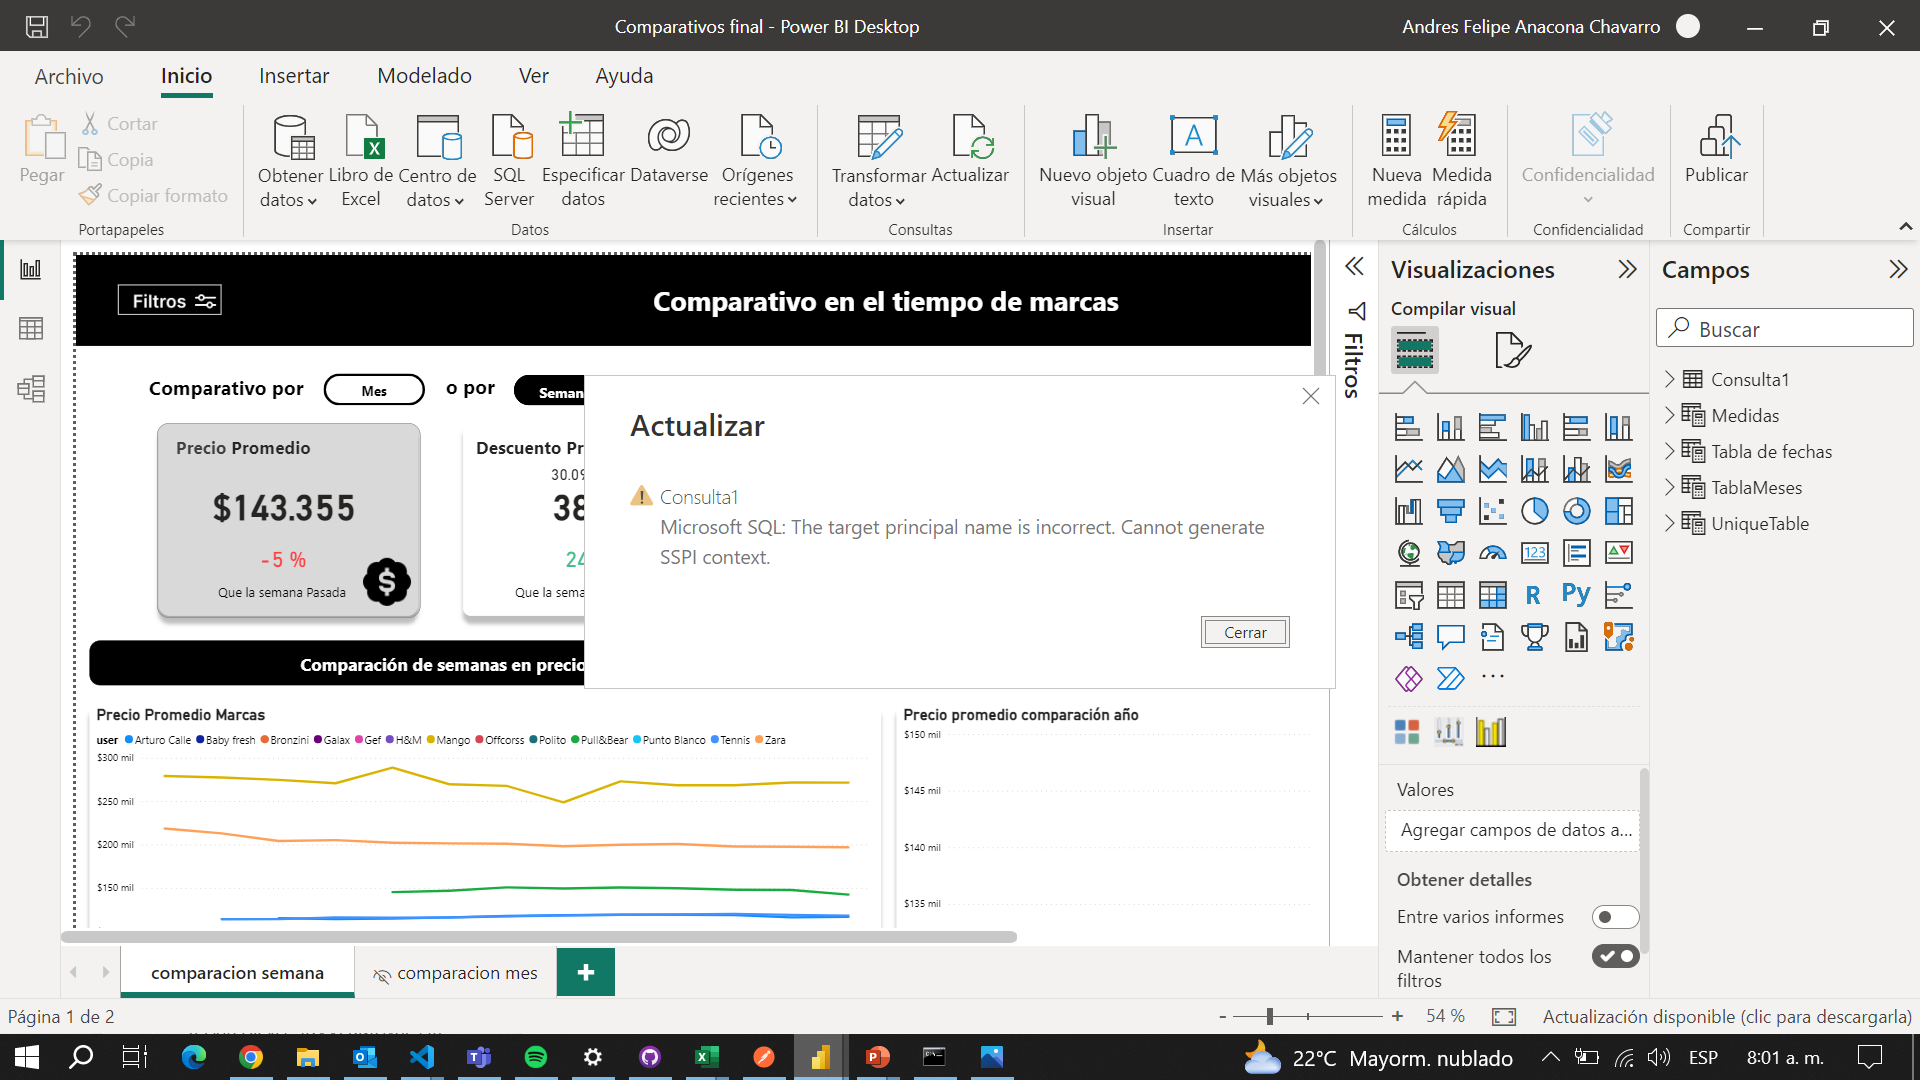 Comparativos final - Power BI Desktop
Andres Felipe Anacona Chavarro
Archivo
Inicio
Insertar
Modelado
Ver
Ayuda
Pegar
Cortar
Copia
Copiar formato
Portapapeles
Obtener datos
Libro de Excel
Centro de datos
SQL Server
Especificar datos
Dataverse
Orígenes recientes
Datos
Transformar datos
Actualizar
Consultas
Nuevo objeto visual
Cuadro de texto
Más objetos visuales
Insertar
Nueva medida
Medida rápida
Cálculos
Confidencialidad
Confidencialidad
Publicar
Compartir
Filtros
Comparativo en el tiempo de marcas
Comparativo por
Mes
o por
Seman
Precio Promedio
$143.355
-5 %
Que la semana Pasada
Descuento Pr
30.0
38
24
Que la sema
Actualizar
Consulta1
Microsoft SQL: The target principal name is incorrect. Cannot generate
SSPI context.
Cerrar
Comparación de semanas en precio
Precio Promedio Marcas
user Arturo Calle Baby fresh Bronzini Galax Gef H&M Mango Offcorss Polito Pull&Bear Punto Blanco Tennis Zara
$300 mil
$250 mil
$200 mil
$150 mil
Precio promedio comparación año
$150 mil
$145 mil
$140 mil
$135 mil
Filtros
Visualizaciones
Compilar visual
123
R
Py
Valores
Agregar campos de datos a...
Obtener detalles
Entre varios informes
Mantener todos los
filtros
Campos
Buscar
Consulta1
Medidas
Tabla de fechas
TablaMeses
UniqueTable
comparacion semana
comparacion mes
Página 1 de 2
54 %
Actualización disponible (clic para descargarla)
22°C Mayorm. nublado
ESP
8:01 a. m.